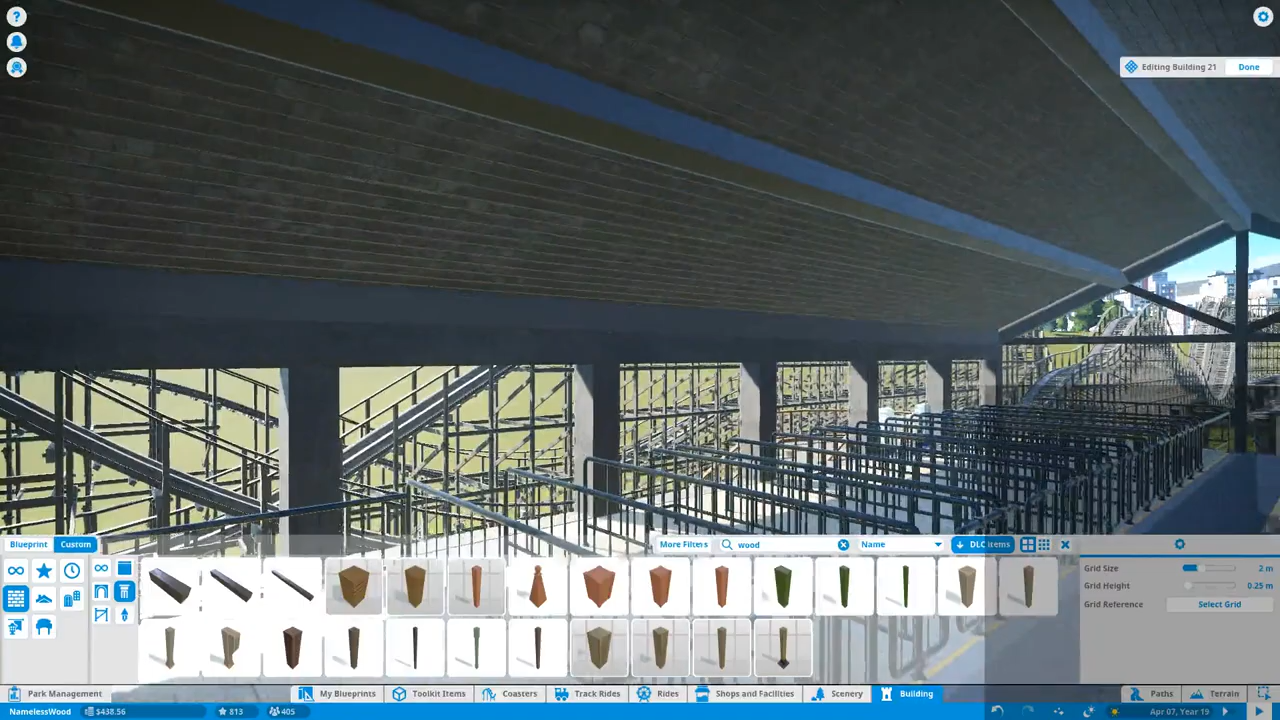 ?
Editing Building 21 Done
Blueprint Custom More Filters wood Name DLC Items
Grid Size 2 m
Grid Height 0.25 m
Grid Reference Select Grid
Park Management My Blueprints Toolkit Items Coasters Track Rides Rides Shops and Facilities Scenery Building Paths Terrain
NamelessWood $438.56 813 405 Apr 07, Year 19